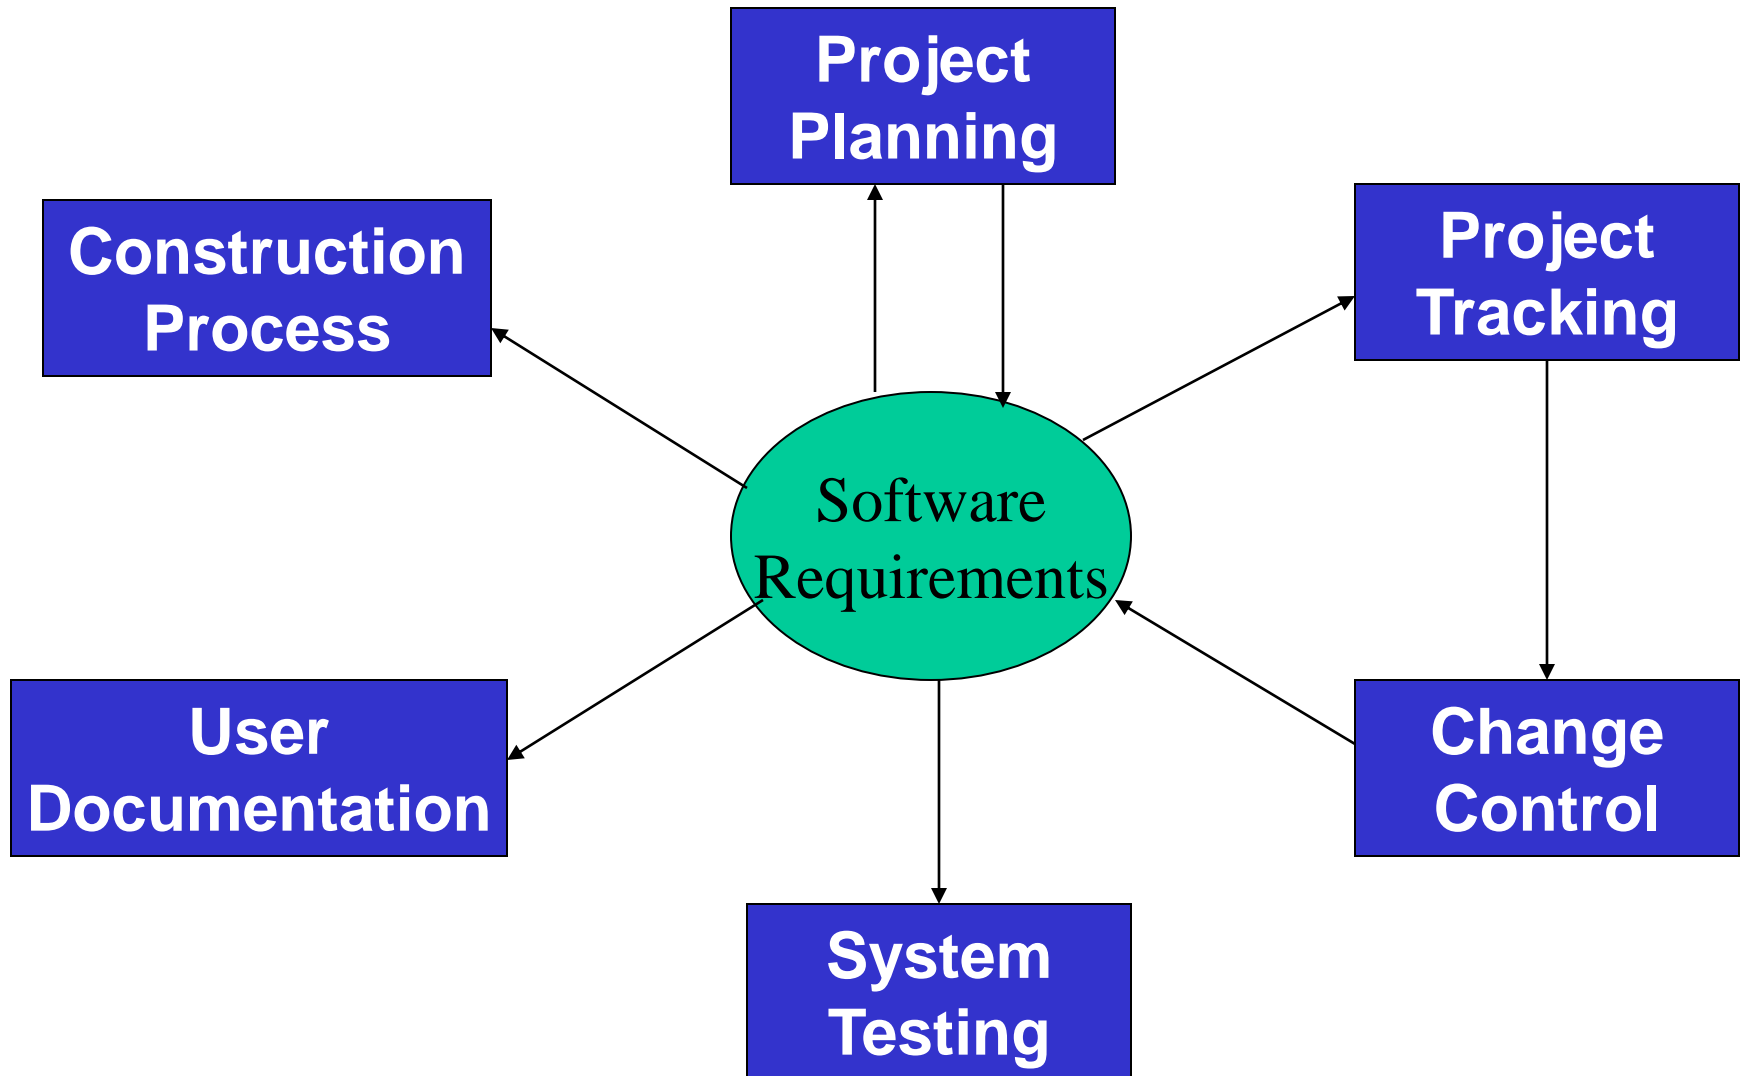 Project
Planning
Construction
Process
Project
Tracking
Software
Requirements
User
Documentation
Change
Control
System
Testing